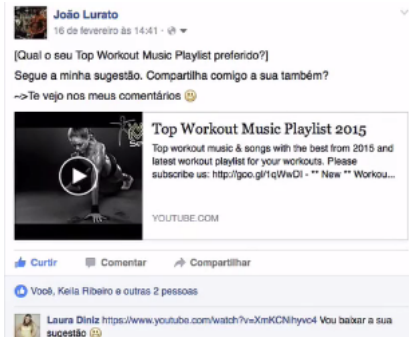 João Lurato
16 de fevereiro às 14:41 ·
[Qual o seu Top Workout Music Playlist preferido?]
Segue a minha sugestão. Compartilha comigo a sua também?
~>Te vejo nos meus comentários
Top Workout Music Playlist 2015
Top workout music & songs with the best from 2015 and
latest workout playlist for your workouts. Please
subscribe us: http://goo.gl/1qWwDI - ** New ** Workou...
YOUTUBE.COM
Curtir Comentar Compartilhar
Você, Keila Ribeiro e outras 2 pessoas
Laura Diniz https://www.youtube.com/watch?v=XmKCNihyvc4 Vou baixar a sua
sugestão